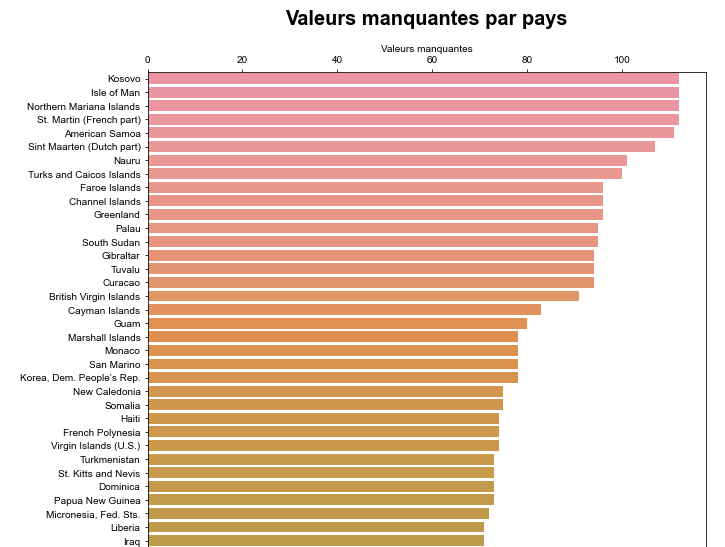 Valeurs manquantes par pays
Valeurs manquantes
0 20 40 60 80 100
Kosovo
Isle of Man
Northern Mariana Islands
St. Martin (French part)
American Samoa
Sint Maarten (Dutch part)
Nauru
Turks and Caicos Islands
Faroe Islands
Channel Islands
Greenland
Palau
South Sudan
Gibraltar
Tuvalu
Curacao
British Virgin Islands
Cayman Islands
Guam
Marshall Islands
Monaco
San Marino
Korea, Dem. People's Rep.
New Caledonia
Somalia
Haiti
French Polynesia
Virgin Islands (U.S.)
Turkmenistan
St. Kitts and Nevis
Dominica
Papua New Guinea
Micronesia, Fed. Sts.
Liberia
Iraq